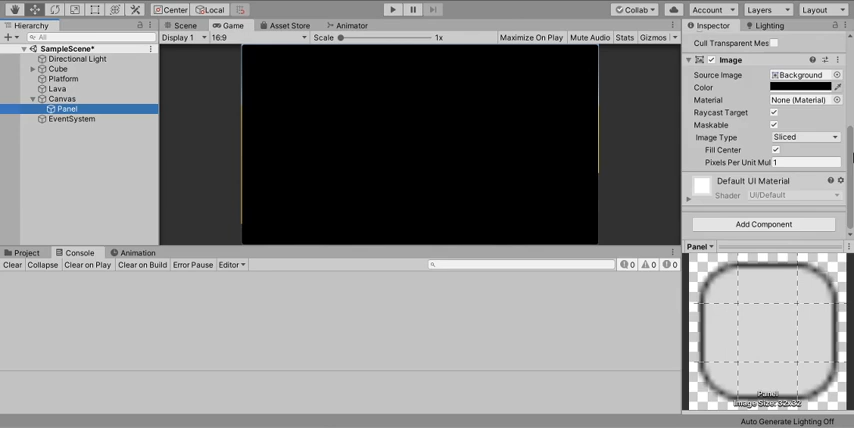 Center Local Collab Account Layers Layout
Hierarchy
All
SampleScene*
Directional Light
Cube
Platform
Lava
Canvas
Panel
EventSystem
Scene Game Asset Store Animator
Display 1 16:9 Scale 1x Maximize On Play Mute Audio Stats Gizmos
Project Console Animation
Clear Collapse Clear on Play Clear on Build Error Pause Editor 0 0 0
Inspector Lighting
Cull Transparent Mes
Image
Source Image Background
Color
Material None (Material)
Raycast Target
Maskable
Image Type Sliced
Fill Center
Pixels Per Unit Mul 1
Default UI Material
Shader UI/Default
Add Component
Panel
Panel
Image Size: 32x32
Auto Generate Lighting Off